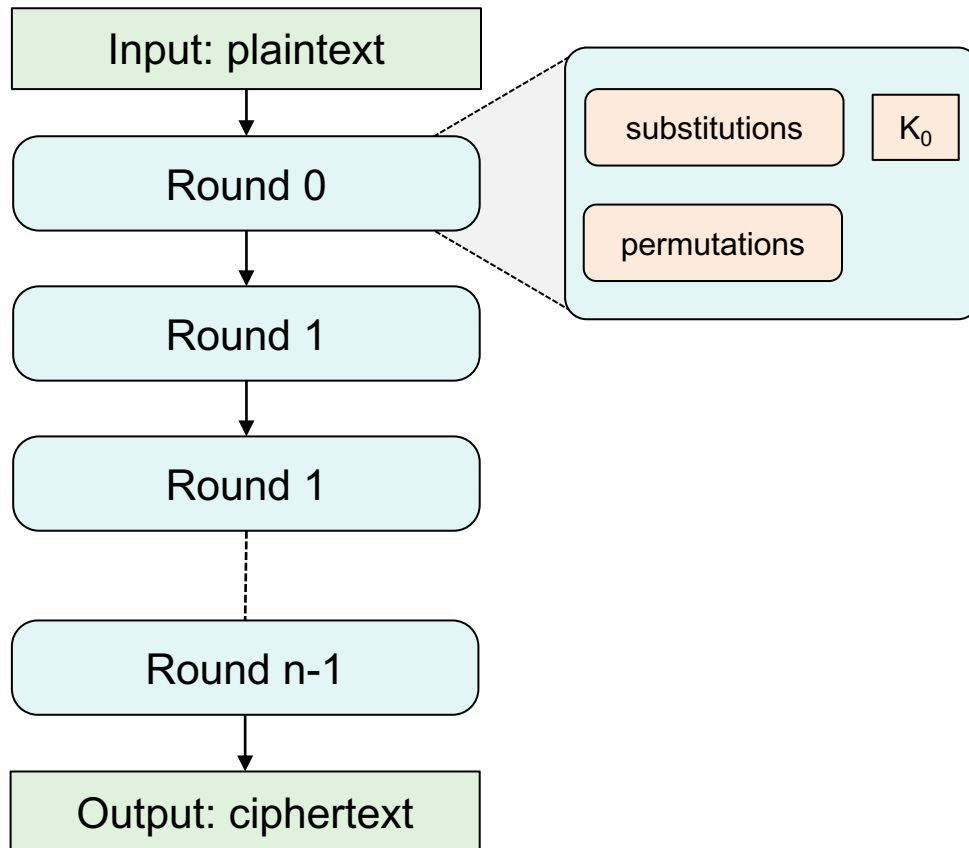 Input: plaintext
Round 0
substitutions
K₀
permutations
Round 1
Round 1
Round n-1
Output: ciphertext